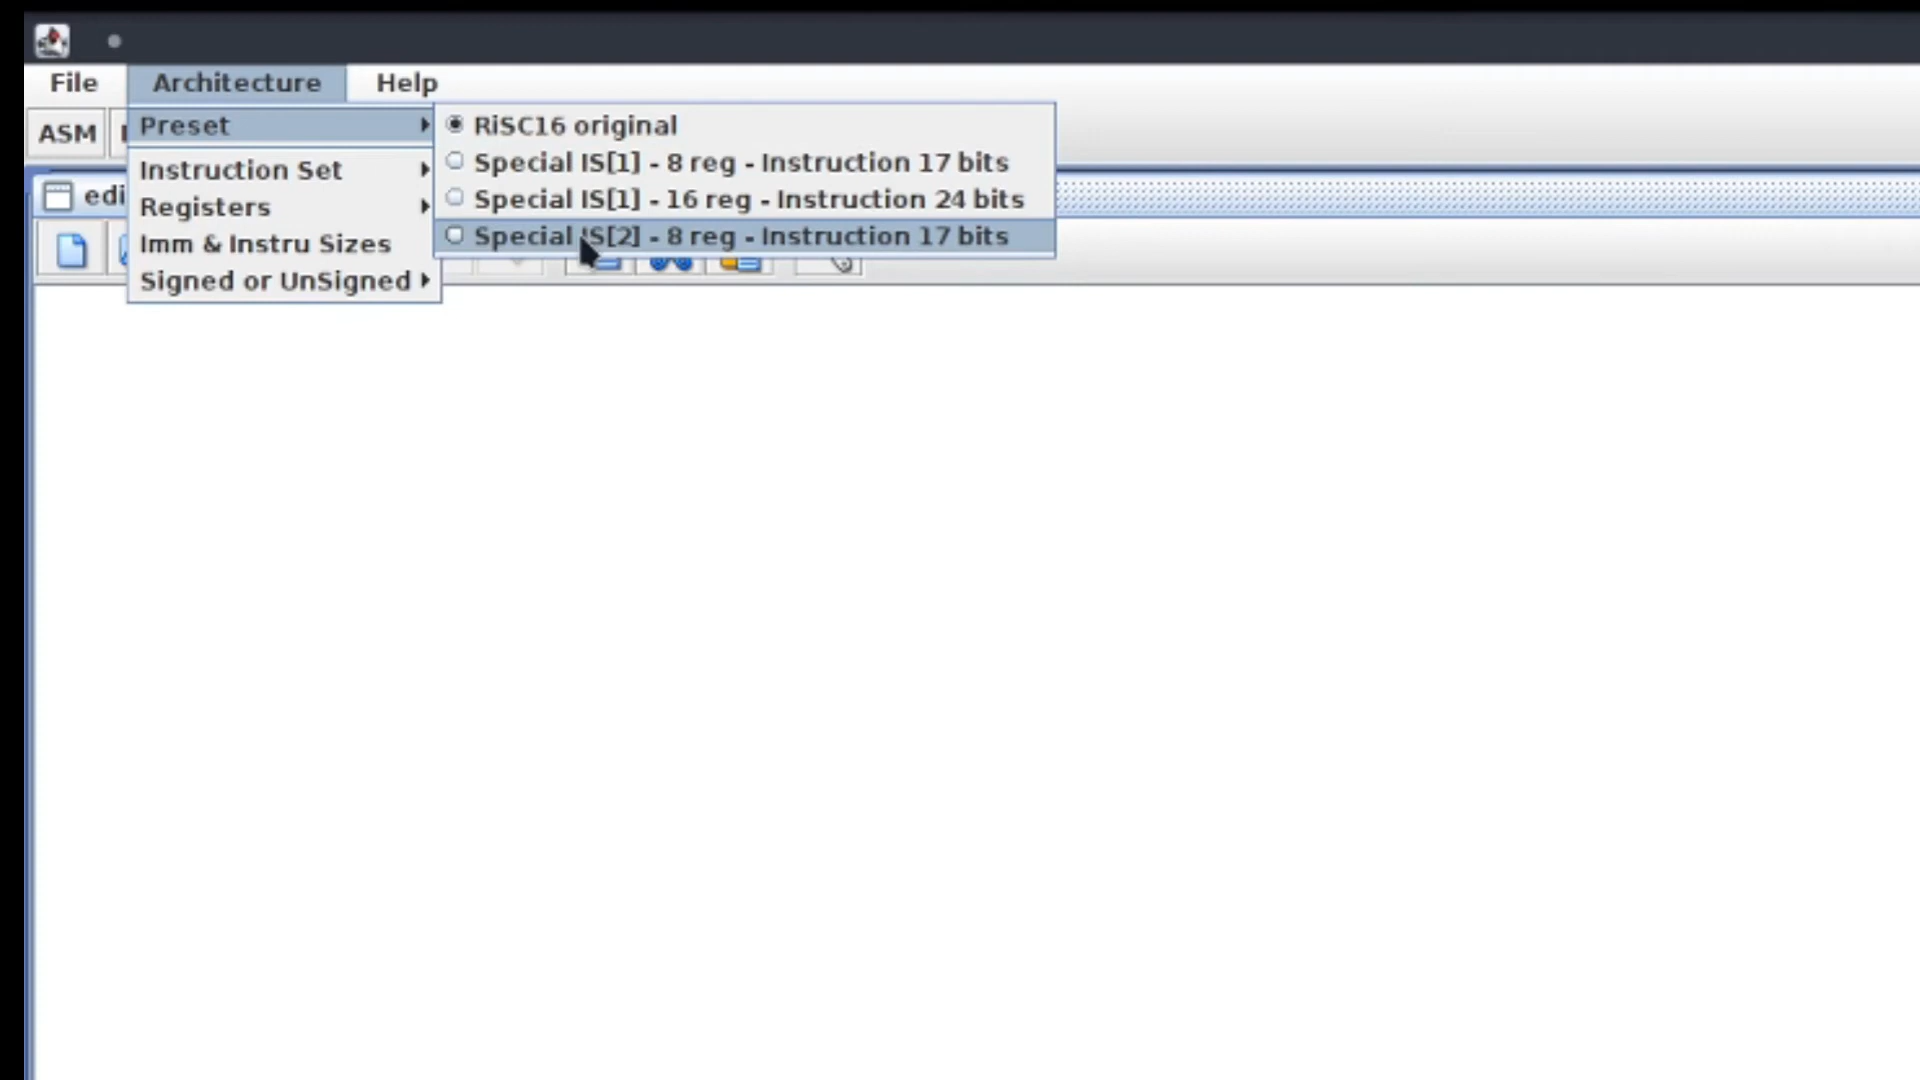 File Architecture Help
ASM
Preset
Instruction Set
Registers
Imm & Instru Sizes
Signed or UnSigned
RiSC16 original
Special IS[1] - 8 reg - Instruction 17 bits
Special IS[1] - 16 reg - Instruction 24 bits
Special IS[2] - 8 reg - Instruction 17 bits
edi